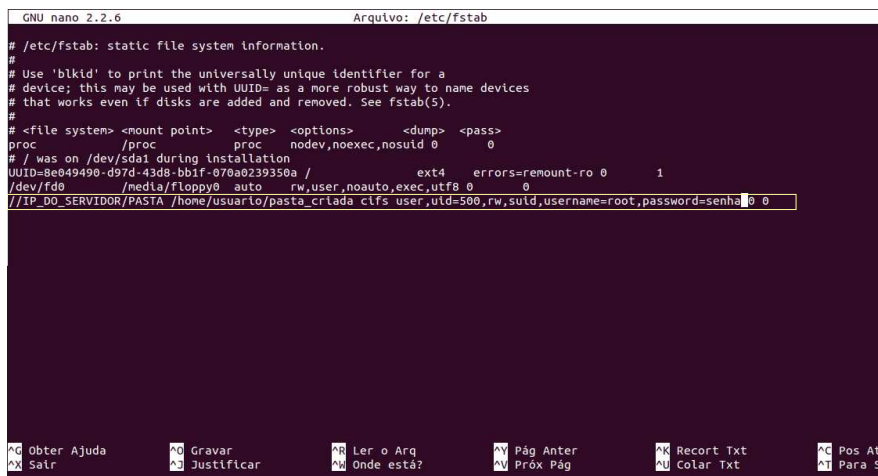 GNU nano 2.2.6 Arquivo: /etc/fstab
# /etc/fstab: static file system information.
#
# Use 'blkid' to print the universally unique identifier for a
# device; this may be used with UUID= as a more robust way to name devices
# that works even if disks are added and removed. See fstab(5).
#
# <file system> <mount point> <type> <options> <dump> <pass>
proc /proc proc nodev,noexec,nosuid 0 0
# / was on /dev/sda1 during installation
UUID=8e049490-d97d-43d8-bb1f-070a0239350a / ext4 errors=remount-ro 0 1
/dev/fd0 /media/floppy0 auto rw,user,noauto,exec,utf8 0 0
//IP_DO_SERVIDOR/PASTA /home/usuario/pasta_criada cifs user,uid=500,rw,suid,username=root,password=senha 0 0
^G Obter Ajuda ^O Gravar ^R Ler o Arq ^Y Pág Anter ^K Recort Txt ^C Pos At
^X Sair ^J Justificar ^W Onde está? ^V Próx Pág ^U Colar Txt ^T Para